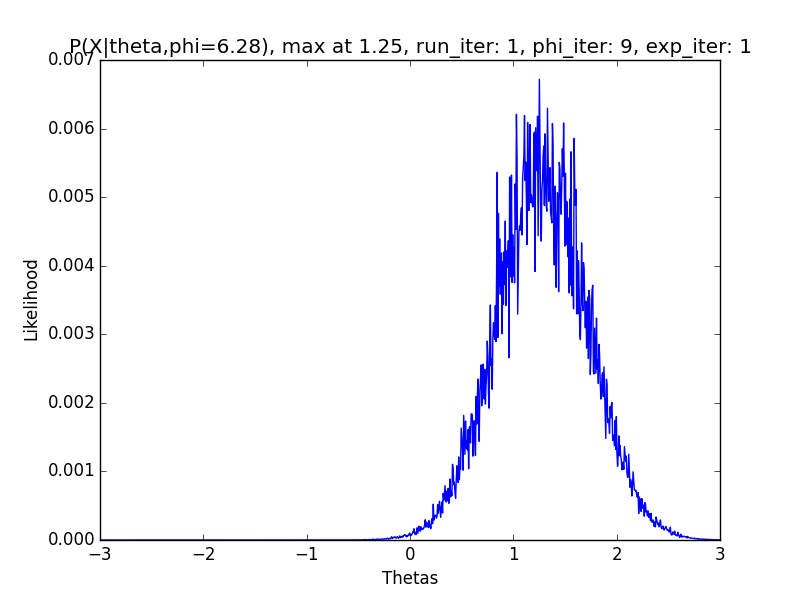 P(X|theta,phi=6.28), max at 1.25, run_iter: 1, phi_iter: 9, exp_iter: 1
0.007
0.006
0.005
0.004
0.003
0.002
0.001
0.000
Likelihood
−3 −2 −1 0 1 2 3
Thetas